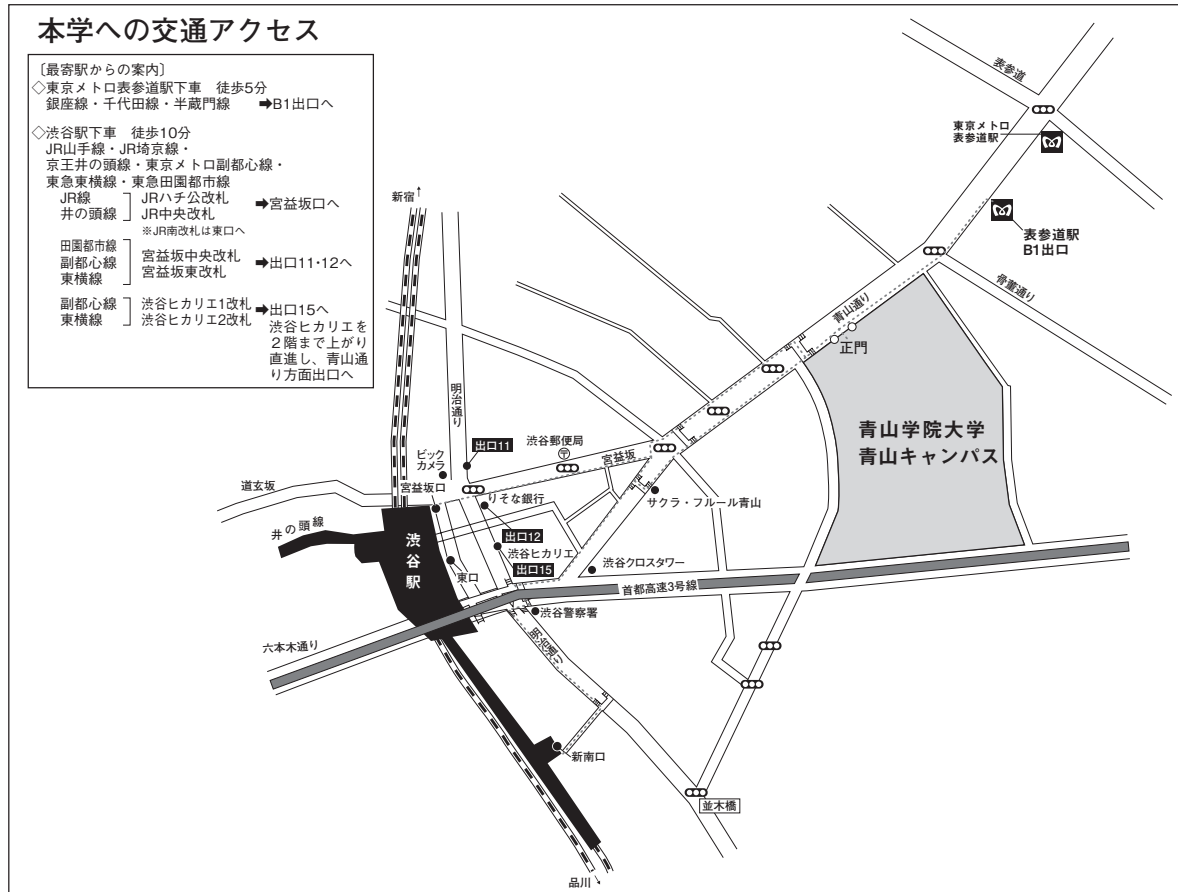 本学への交通アクセス
〔最寄駅からの案内〕
◇東京メトロ表参道駅下車 徒歩5分
銀座線・千代田線・半蔵門線 ➡B1出口へ
◇渋谷駅下車 徒歩10分
JR山手線・JR埼京線・
京王井の頭線・東京メトロ副都心線・
東急東横線・東急田園都市線
JR線
井の頭線
JRハチ公改札
JR中央改札
➡宮益坂口へ
※JR南改札は東口へ
田園都市線
副都心線
東横線
宮益坂中央改札
宮益坂東改札
➡出口11・12へ
副都心線
東横線
渋谷ヒカリエ1改札
渋谷ヒカリエ2改札
➡出口15へ
渋谷ヒカリエを
2階まで上がり
直進し、青山通
り方面出口へ
表参道
東京メトロ
表参道駅
表参道駅
B1出口
骨董通り
青山通り
正門
青山学院大学
青山キャンパス
新宿↑
明治通り
出口11
渋谷郵便局
〒
宮益坂
ビック
カメラ
宮益坂口
道玄坂
りそな銀行
サクラ・フルール青山
井の頭線
渋谷駅
出口12
渋谷ヒカリエ
出口15
渋谷クロスタワー
東口
首都高速3号線
渋谷警察署
六本木通り
明治通り
新南口
並木橋
品川↓